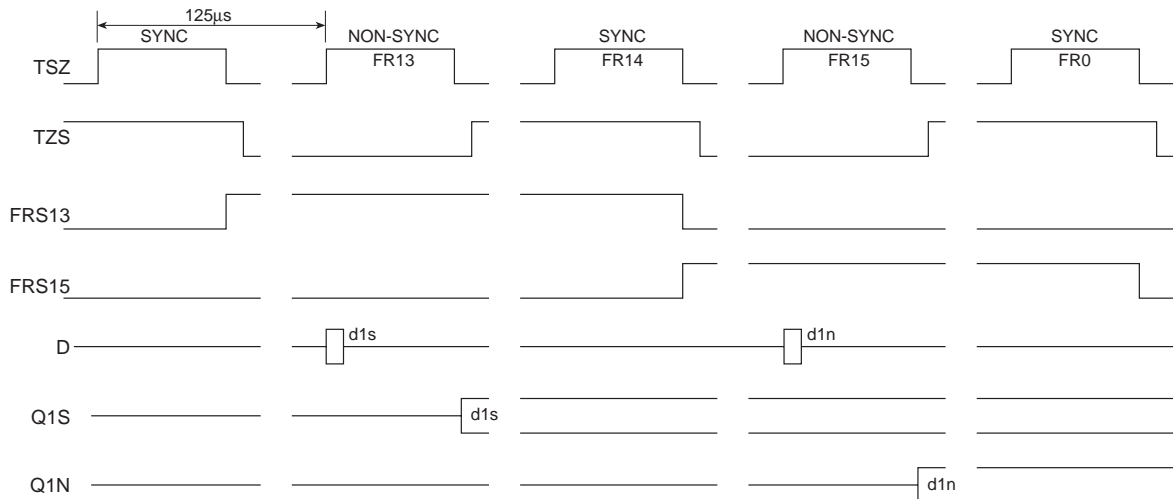 125μs
SYNC NON-SYNC SYNC NON-SYNC SYNC
TSZ FR13 FR14 FR15 FR0
TZS
FRS13
FRS15
D d1s d1n
Q1S d1s
Q1N d1n